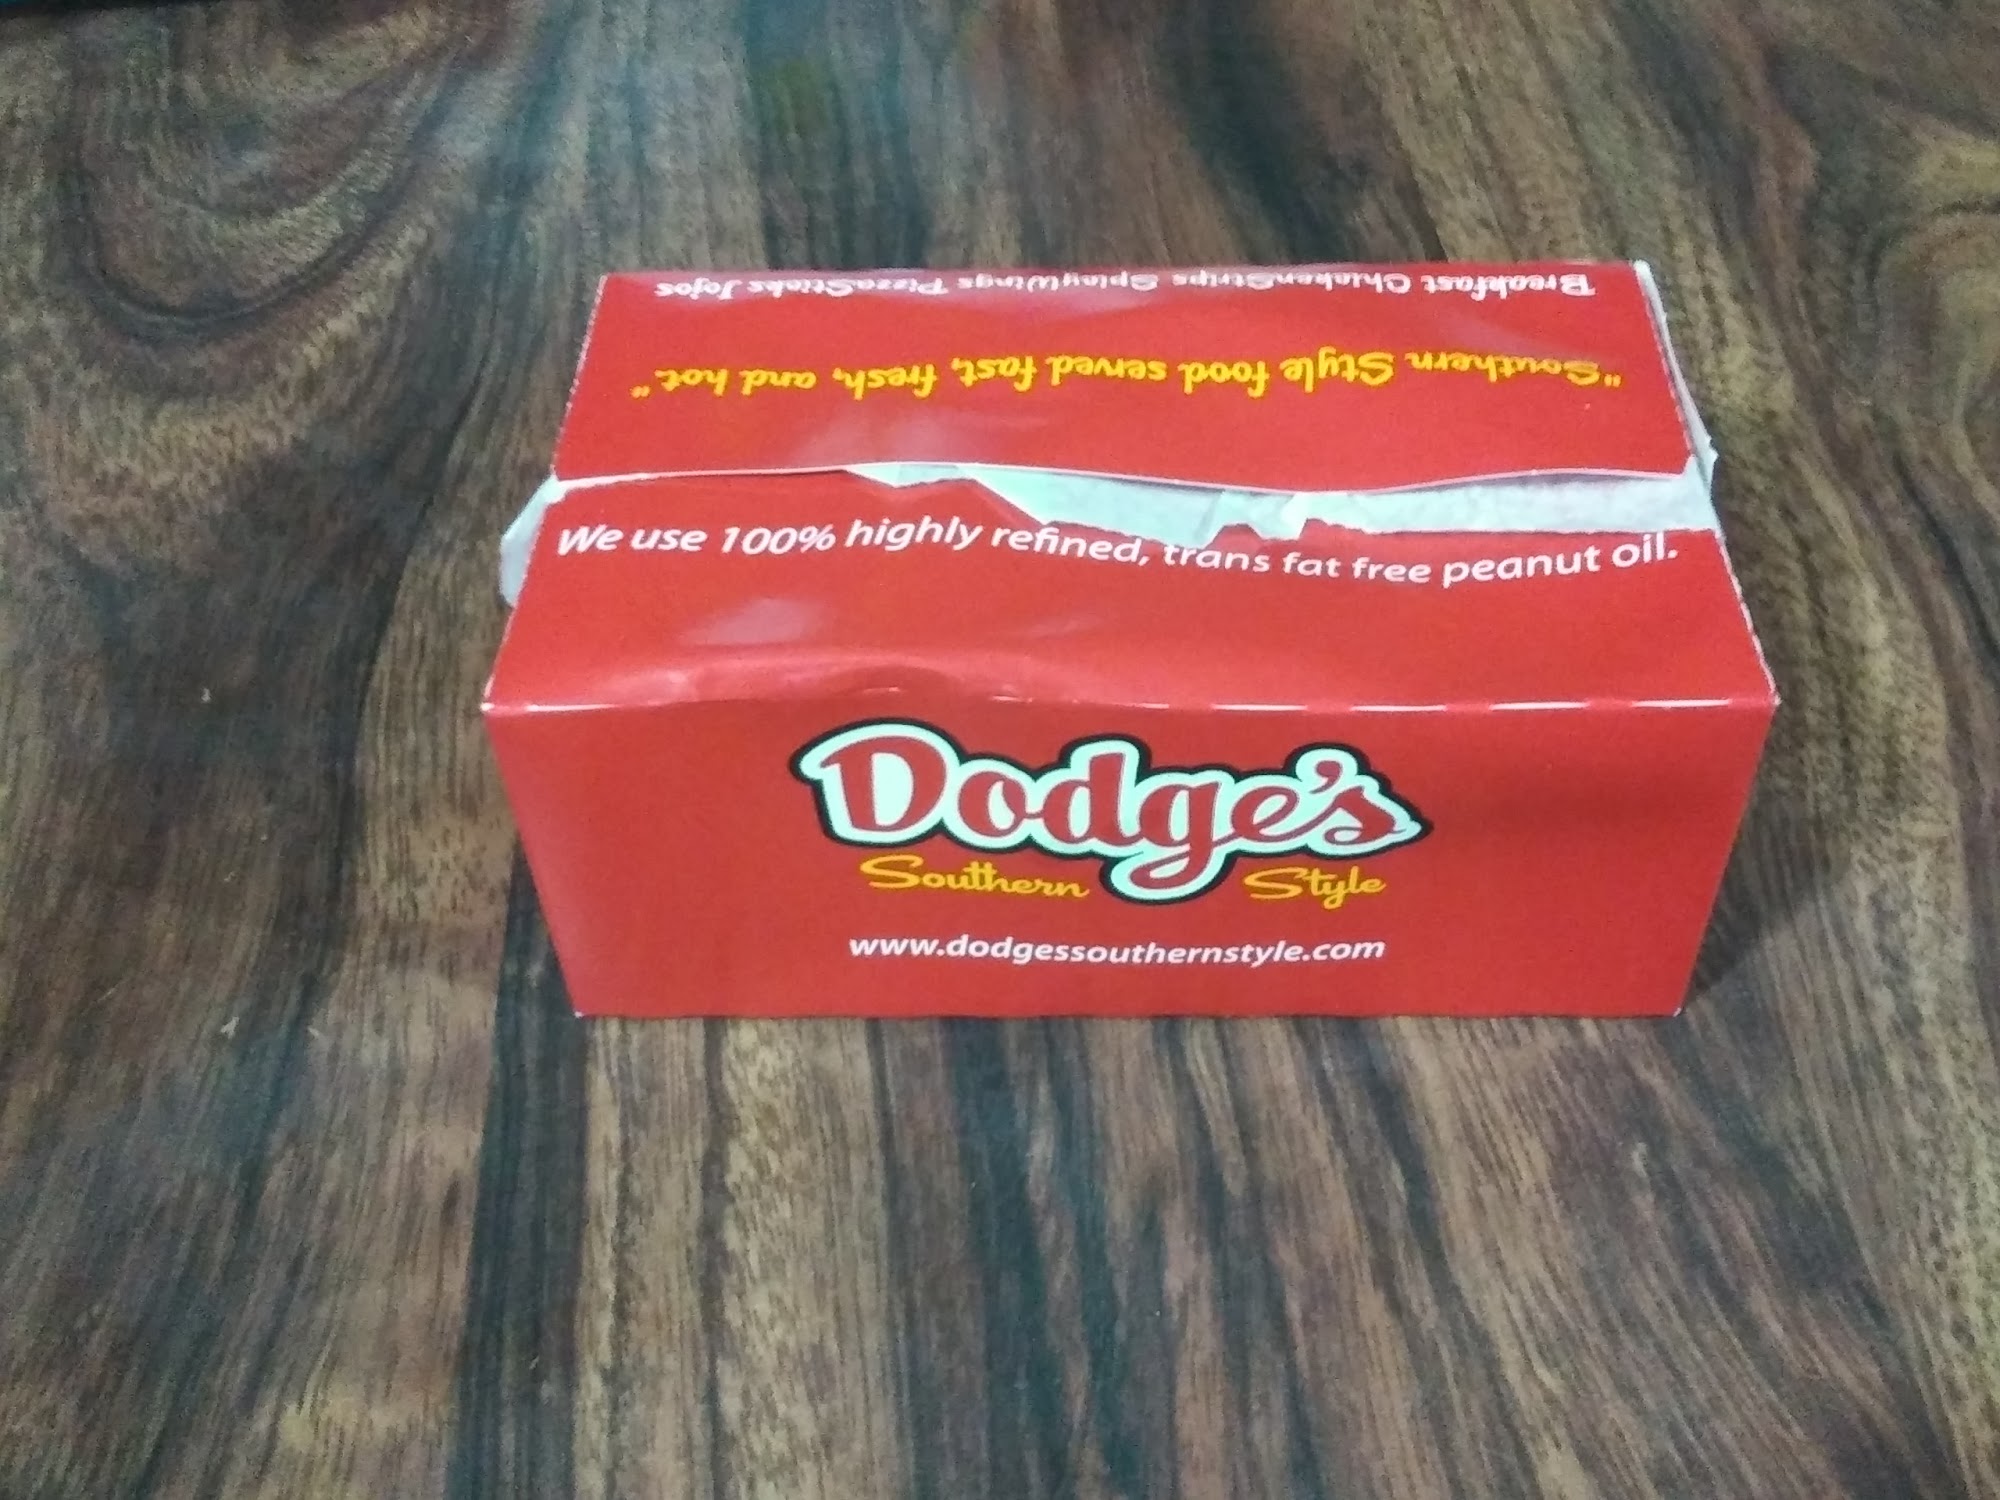 Breakfast ChickenStrips SpicyWings PizzaSticks Jojos
"Southern Style food served fast, fresh, and hot."
We use 100% highly refined, trans fat free peanut oil.
Dodge's
Southern Style
www.dodgessouthernstyle.com